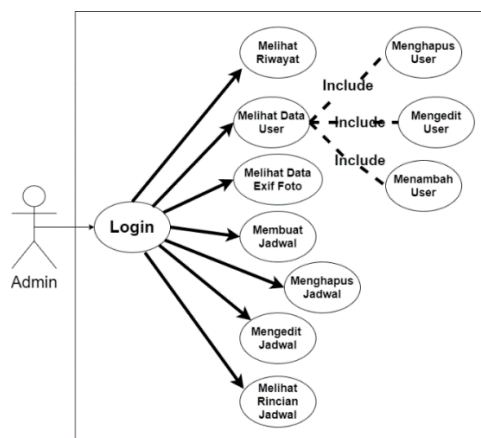 Melihat
Riwayat
Menghapus
User
Include
Melihat Data
User
Include
Mengedit
User
Include
Melihat Data
Exif Foto
Menambah
User
Login
Admin
Membuat
Jadwal
Menghapus
Jadwal
Mengedit
Jadwal
Melihat
Rincian
Jadwal